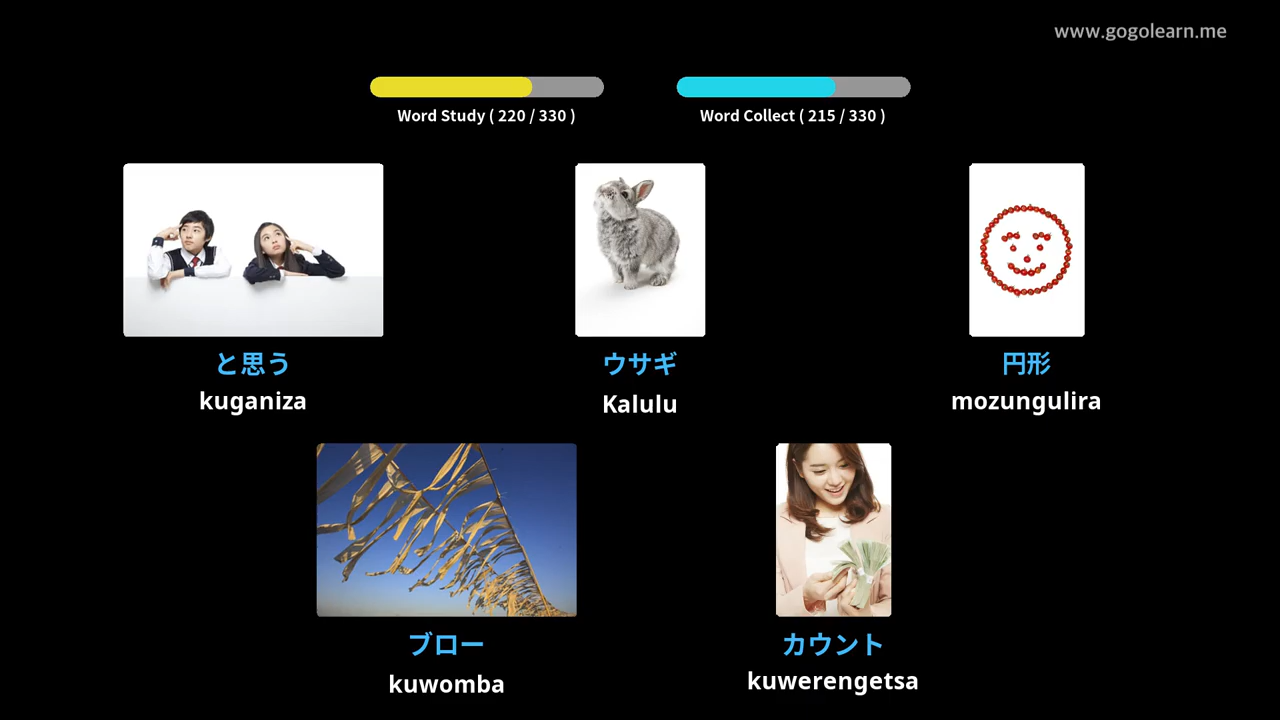 www.gogolearn.me
Word Study ( 220 / 330 )
Word Collect ( 215 / 330 )
と思う
ウサギ
円形
kuganiza
Kalulu
mozungulira
ブロー
カウント
kuwomba
kuwerengetsa